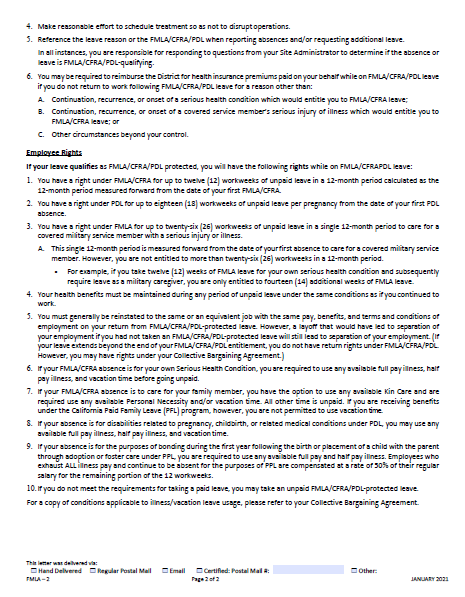 4. Make reasonable effort to schedule treatment so as not to disrupt operations.
5. Reference the leave reason or the FMLA/CFRA/PDL when reporting absences and/or requesting additional leave.
In all instances, you are responsible for responding to questions from your Site Administrator to determine if the absence or
leave is FMLA/CFRA/PDL-qualifying.
6. You may be required to reimburse the District for health insurance premiums paid on your behalf while on FMLA/CFRA/PDL leave
if you do not return to work following FMLA/CFRA/PDL leave for a reason other than:
A. Continuation, recurrence, or onset of a serious health condition which would entitle you to FMLA/CFRA leave;
B. Continuation, recurrence, or onset of a covered service member's serious injury of illness which would entitle you to
FMLA/CFRA leave; or
C. Other circumstances beyond your control.
Employee Rights
If your leave qualifies as FMLA/CFRA/PDL protected, you will have the following rights while on FMLA/CFRAPDL leave:
1. You have a right under FMLA/CFRA for up to twelve (12) workweeks of unpaid leave in a 12-month period calculated as the
12-month period measured forward from the date of your first FMLA/CFRA.
2. You have a right under PDL for up to eighteen (18) workweeks of unpaid leave per pregnancy from the date of your first PDL
absence.
3. You have a right under FMLA for up to twenty-six (26) workweeks of unpaid leave in a single 12-month period to care for a
covered military service member with a serious injury or illness.
A. This single 12-month period is measured forward from the date of your first absence to care for a covered military service
member. However, you are not entitled to more than twenty-six (26) workweeks in a 12-month period.
• For example, if you take twelve (12) weeks of FMLA leave for your own serious health condition and subsequently
require leave as a military caregiver, you are only entitled to fourteen (14) additional weeks of FMLA leave.
4. Your health benefits must be maintained during any period of unpaid leave under the same conditions as if you continued to
work.
5. You must generally be reinstated to the same or an equivalent job with the same pay, benefits, and terms and conditions of
employment on your return from FMLA/CFRA/PDL-protected leave. However, a layoff that would have led to separation of
your employment if you had not taken an FMLA/CFRA/PDL-protected leave will still lead to separation of your employment. (If
your leave extends beyond the end of your FMLA/CFRA/PDL entitlement, you do not have return rights under FMLA/CFRA/PDL.
However, you may have rights under your Collective Bargaining Agreement.)
6. If your FMLA/CFRA absence is for your own Serious Health Condition, you are required to use any available full pay illness, half
pay illness, and vacation time before going unpaid.
7. If your FMLA/CFRA absence is to care for your family member, you have the option to use any available Kin Care and are
required use any available Personal Necessity and/or vacation time. All other time is unpaid. If you are receiving benefits
under the California Paid Family Leave (PFL) program, however, you are not permitted to use vacation time.
8. If your absence is for disabilities related to pregnancy, childbirth, or related medical conditions under PDL, you may use any
available full pay illness, half pay illness, and vacation time.
9. If your absence is for the purposes of bonding during the first year following the birth or placement of a child with the parent
through adoption or foster care under PPL, you are required to use any available full pay and half pay illness. Employees who
exhaust ALL illness pay and continue to be absent for the purposes of PPL are compensated at a rate of 50% of their regular
salary for the remaining portion of the 12 workweeks.
10. If you do not meet the requirements for taking a paid leave, you may take an unpaid FMLA/CFRA/PDL-protected leave.
For a copy of conditions applicable to illness/vacation leave usage, please refer to your Collective Bargaining Agreement.
This letter was delivered via:
☐ Hand Delivered ☐ Regular Postal Mail ☐ Email ☐ Certified: Postal Mail #: ☐ Other:
FMLA – 2 Page 2 of 2 JANUARY 2021